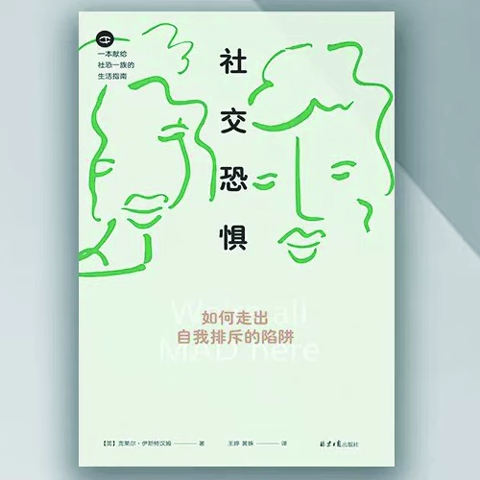 一本献给
社恐一族的
生活指南
社交恐惧
We're all
MAD here
如何走出
自我排斥的陷阱
【英】克莱尔·伊斯特汉姆 —— 著
王婷 黄姝 —— 译
北京日报出版社